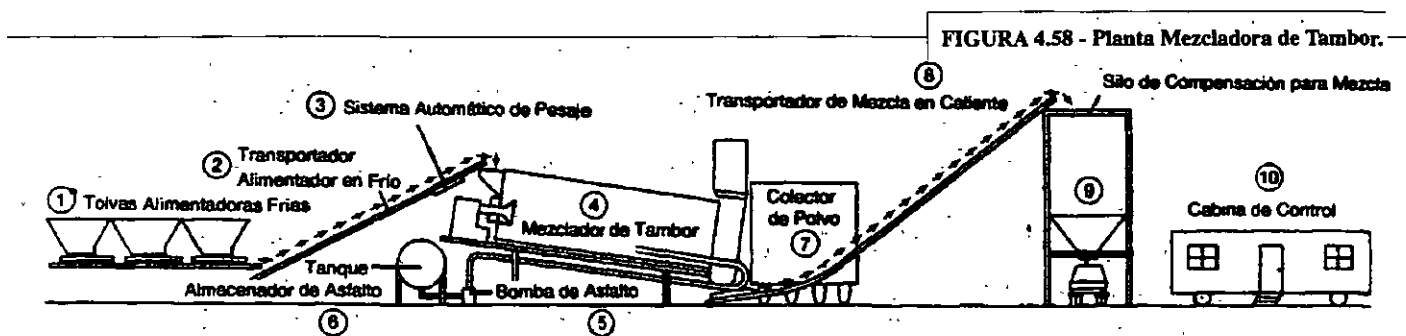 FIGURA 4.58 - Planta Mezcladora de Tambor.
8
Silo de Compensación para Mezcla
3 Sistema Automático de Pesaje
Transportador de Mezcla en Caliente
2 Transportador
Alimentador en Frío
1 Tolvas Alimentadoras Frias
4
Mezclador de Tambor
Colector
de Polvo
7
9
10
Cabina de Control
Tanque
Almacenador de Asfalto
Bomba de Asfalto
6
5